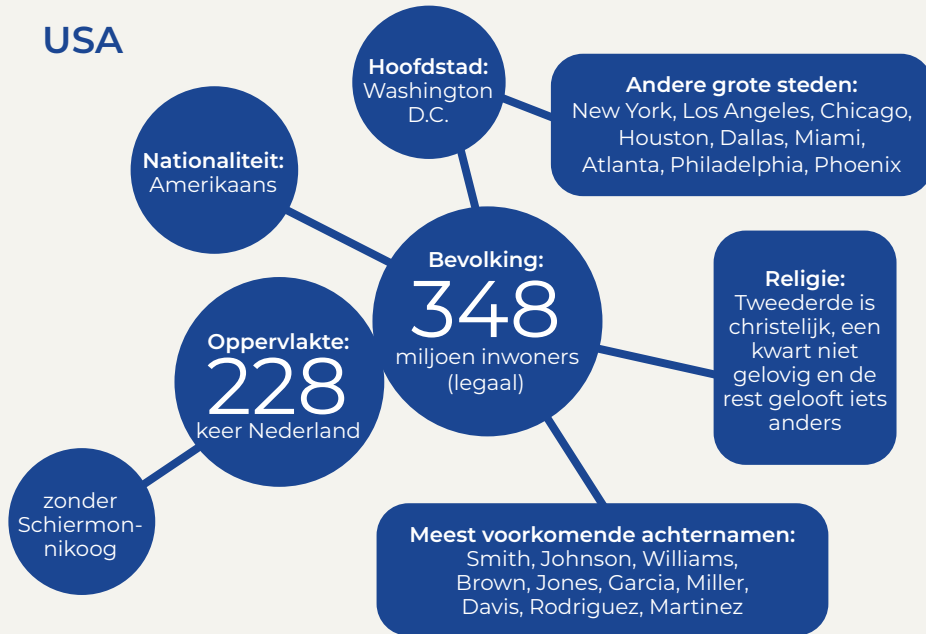 USA
Hoofdstad:
Washington
D.C.
Andere grote steden:
New York, Los Angeles, Chicago,
Houston, Dallas, Miami,
Atlanta, Philadelphia, Phoenix
Nationaliteit:
Amerikaans
Bevolking:
348
miljoen inwoners
(legaal)
Religie:
Tweederde is
christelijk, een
kwart niet
gelovig en de
rest gelooft iets
anders
Oppervlakte:
228
keer Nederland
zonder
Schiermon-
nikoog
Meest voorkomende achternamen:
Smith, Johnson, Williams,
Brown, Jones, Garcia, Miller,
Davis, Rodriguez, Martinez